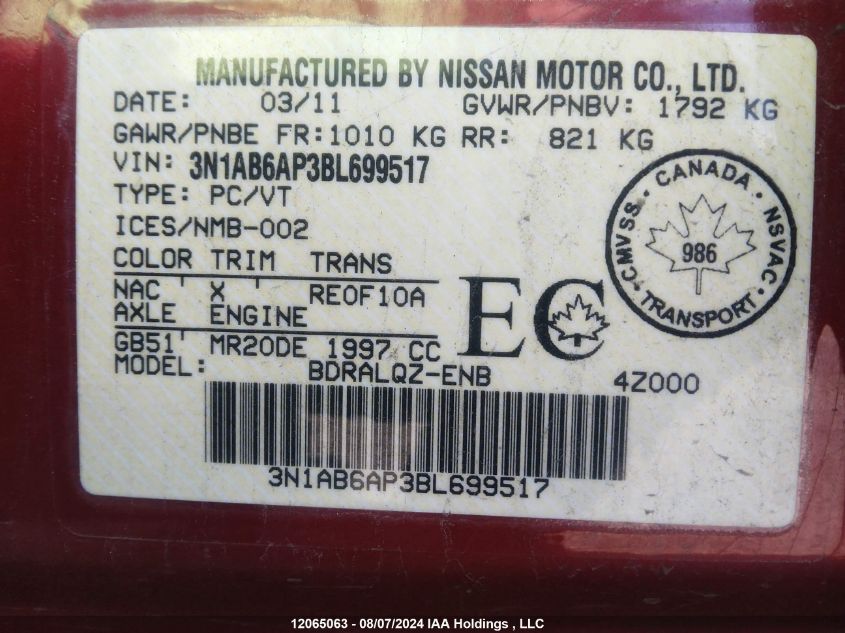 MANUFACTURED BY NISSAN MOTOR CO., LTD.
DATE: 03/11 GVWR/PNBV: 1792 KG
GAWR/PNBE FR:1010 KG RR: 821 KG
VIN: 3N1AB6AP3BL699517
TYPE: PC/VT
ICES/NMB-002
COLOR TRIM TRANS
NAC X RE0F10A
AXLE ENGINE
GB51 MR20DE 1997 CC
MODEL: BDRALQZ-ENB 4Z000
EC
CMVSS · CANADA · NSVAC · TRANSPORT ·
986
3N1AB6AP3BL699517
12065063 - 08/07/2024 IAA Holdings , LLC